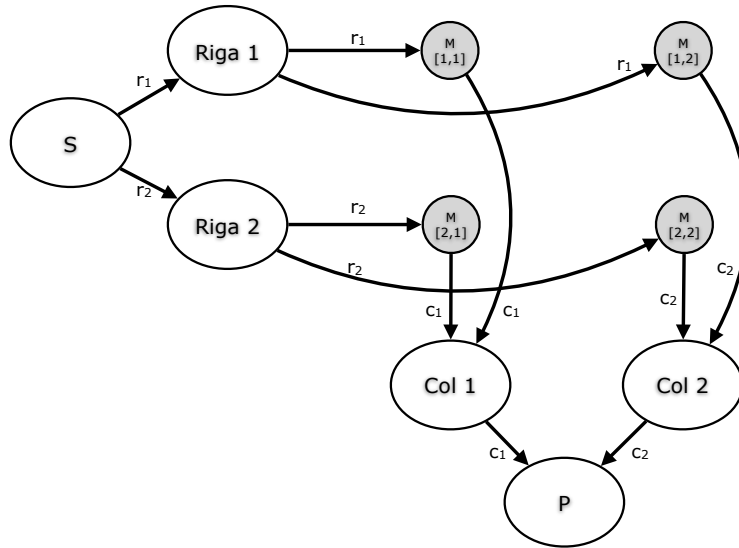 Riga 1
r₁
M
[1,1]
M
[1,2]
r₁
r₁
S
r₂
Riga 2
r₂
M
[2,1]
M
[2,2]
r₂
c₁
c₁
c₂
c₂
Col 1
Col 2
c₁
c₂
P